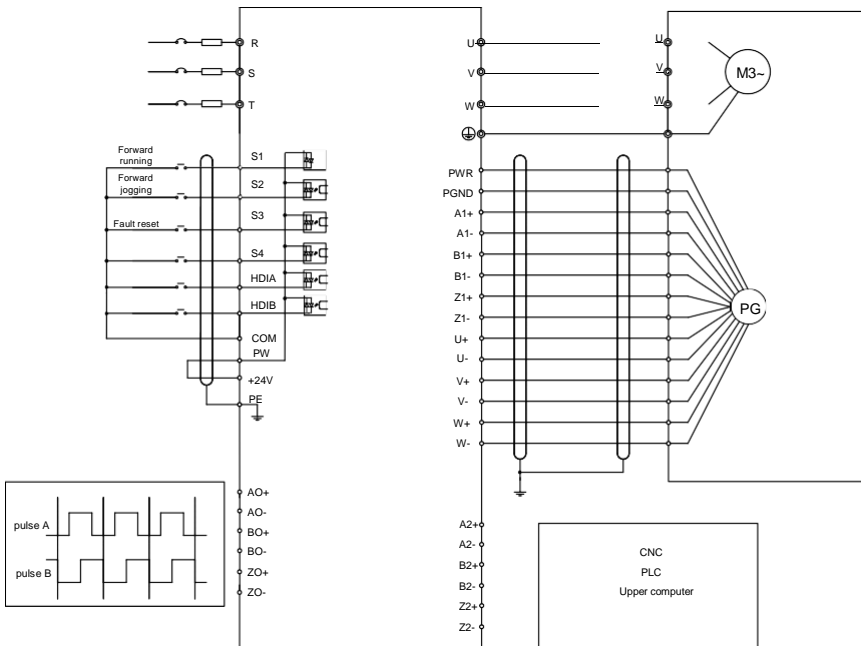 R
S
T
U
V
W
U
V
W
M3~
Forward
running
Forward
jogging
Fault reset
S1
S2
S3
S4
HDIA
HDIB
COM
PW
+24V
PE
PWR
PGND
A1+
A1-
B1+
B1-
Z1+
Z1-
U+
U-
V+
V-
W+
W-
PG
pulse A
pulse B
AO+
AO-
BO+
BO-
ZO+
ZO-
A2+
A2-
B2+
B2-
Z2+
Z2-
CNC
PLC
Upper computer